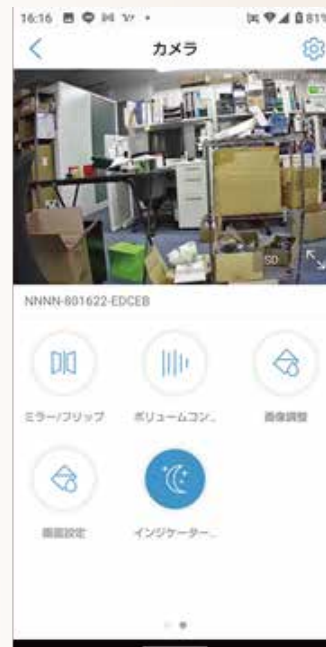 16:16 81%
カメラ
SD
NNNN-801622-EDCEB
ミラー/フリップ ボリュームコン... 画像調整
画面設定 インジケーター...